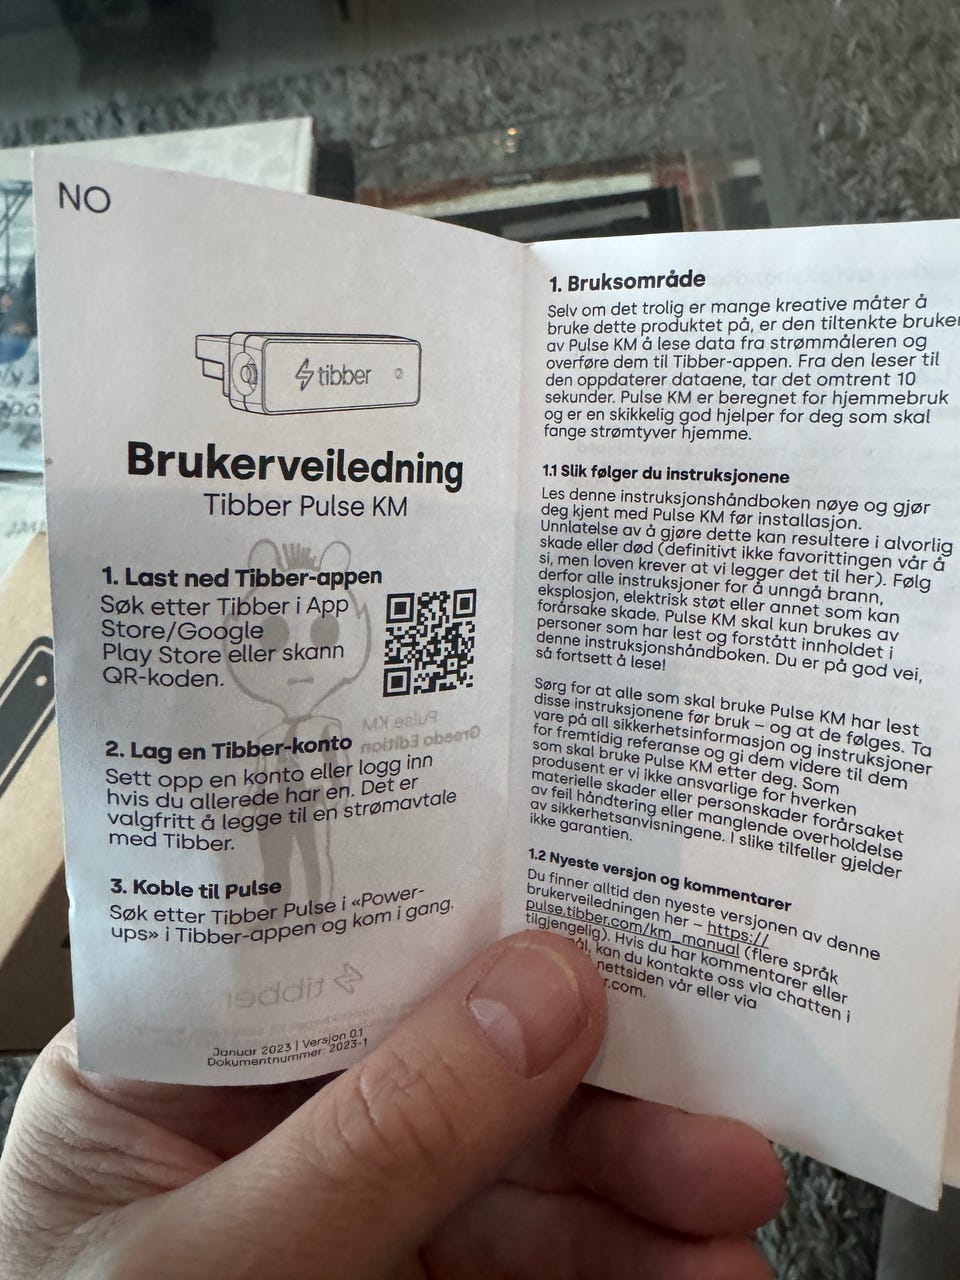 NO
tibber
Brukerveiledning
Tibber Pulse KM
1. Last ned Tibber-appen
Søk etter Tibber i App
Store/Google
Play Store eller skann
QR-koden.
2. Lag en Tibber-konto
Sett opp en konto eller logg inn
hvis du allerede har en. Det er
valgfritt å legge til en strømavtale
med Tibber.
3. Koble til Pulse
Søk etter Tibber Pulse i «Power-
ups» i Tibber-appen og kom i gang.
Januar 2023 | Versjon 0.1
Dokumentnummer: 2023-1
1. Bruksområde
Selv om det trolig er mange kreative måter å
bruke dette produktet på, er den tiltenkte bruken
av Pulse KM å lese data fra strømmåleren og
overføre dem til Tibber-appen. Fra den leser til
den oppdaterer dataene, tar det omtrent 10
sekunder. Pulse KM er beregnet for hjemmebruk
og er en skikkelig god hjelper for deg som skal
fange strømtyver hjemme.
1.1 Slik følger du instruksjonene
Les denne instruksjonshåndboken nøye og gjør
deg kjent med Pulse KM før installasjon.
Unnlatelse av å gjøre dette kan resultere i alvorlig
skade eller død (definitivt ikke favorittingen vår å
si, men loven krever at vi legger det til her). Følg
derfor alle instruksjoner for å unngå brann,
eksplosjon, elektrisk støt eller annet som kan
forårsake skade. Pulse KM skal kun brukes av
personer som har lest og forstått innholdet i
denne instruksjonshåndboken. Du er på god vei,
så fortsett å lese!
Sørg for at alle som skal bruke Pulse KM har lest
disse instruksjonene før bruk – og at de følges. Ta
vare på all sikkerhetsinformasjon og instruksjoner
for fremtidig referanse og gi dem videre til dem
som skal bruke Pulse KM etter deg. Som
produsent er vi ikke ansvarlige for hverken
materielle skader eller personskader forårsaket
av feil håndtering eller manglende overholdelse
av sikkerhetsanvisningene. I slike tilfeller gjelder
ikke garantien.
1.2 Nyeste versjon og kommentarer
Du finner alltid den nyeste versjonen av denne
brukerveiledningen her – https://
pulse.tibber.com/km_manual (flere språk
tilgjengelig). Hvis du har kommentarer eller
kan du kontakte oss via chatten i
nettsiden vår eller via
r.com.